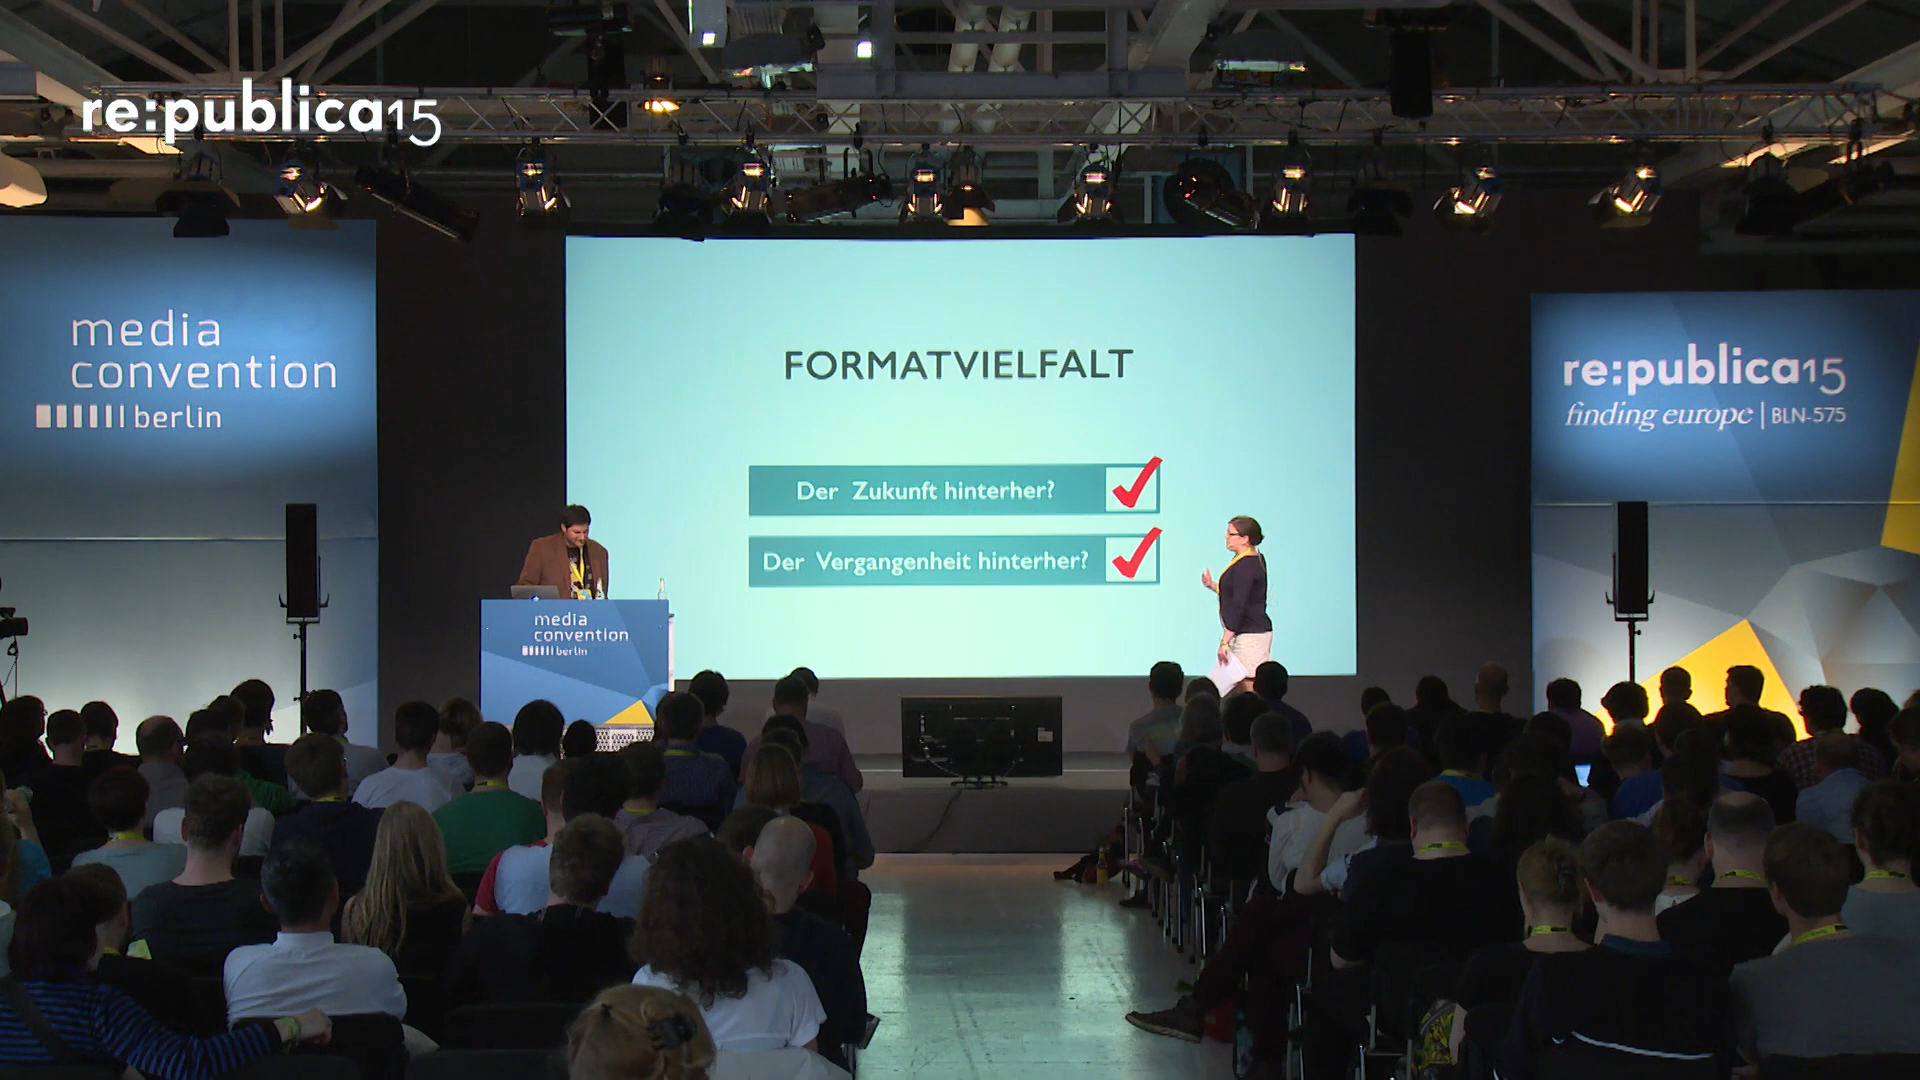 re:publica15
media
convention
berlin
FORMATVIELFALT
Der Zukunft hinterher?
Der Vergangenheit hinterher?
re:publica15
finding europe | BLN-575
media
convention
berlin